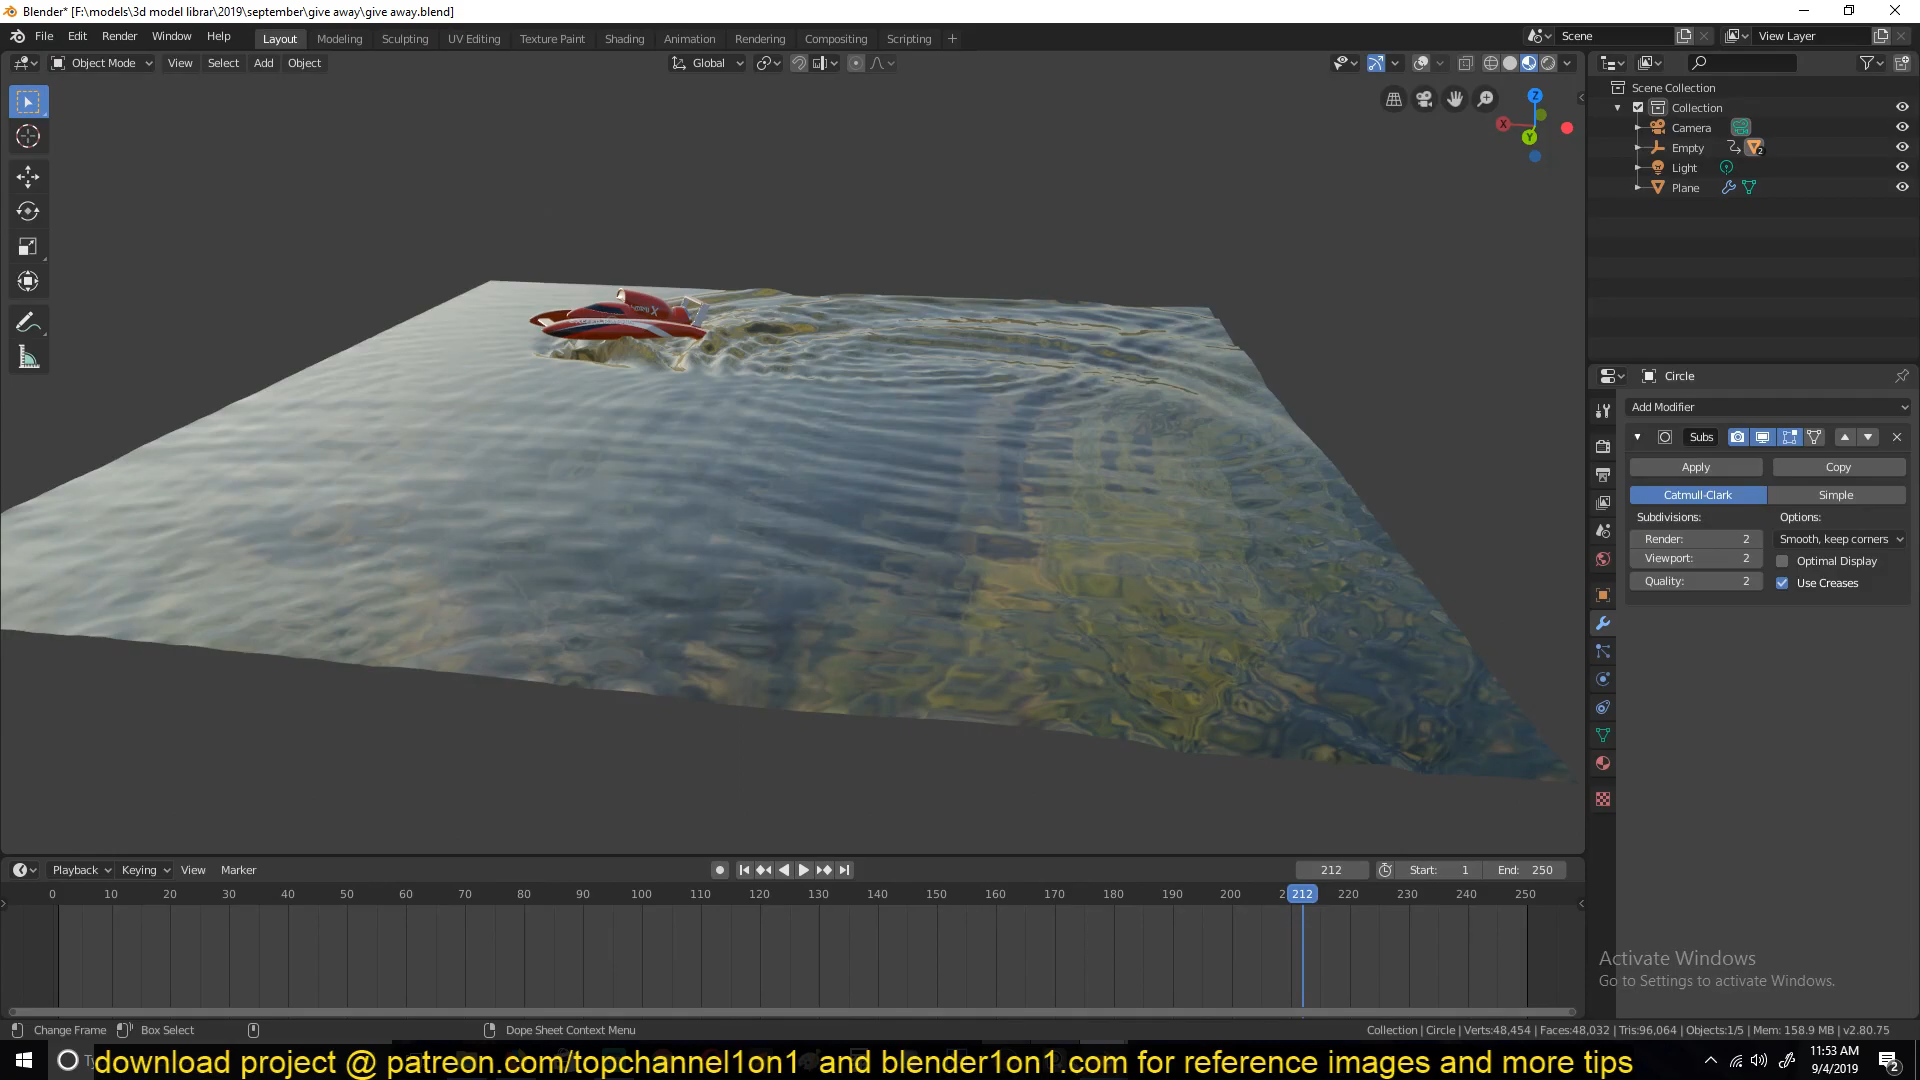 Blender* [F:\models\3d model librar\2019\september\give away\give away.blend]
File Edit Render Window Help Layout Modeling Sculpting UV Editing Texture Paint Shading Animation Rendering Compositing Scripting + Scene View Layer
Object Mode View Select Add Object Global
Z
X
Y
Scene Collection
Collection
Camera
Empty 2
Light
Plane
Circle
Add Modifier
Subs
Apply Copy
Catmull-Clark Simple
Subdivisions: Options:
Render: 2 Smooth, keep corners
Viewport: 2 Optimal Display
Quality: 2 Use Creases
Playback Keying View Marker 212 Start: 1 End: 250
0 10 20 30 40 50 60 70 80 90 100 110 120 130 140 150 160 170 180 190 200 212 220 230 240 250
Activate Windows
Go to Settings to activate Windows.
Change Frame Box Select Dope Sheet Context Menu Collection | Circle | Verts:48,454 | Faces:48,032 | Tris:96,064 | Objects:1/5 | Mem: 158.9 MB | v2.80.75
download project @ patreon.com/topchannel1on1 and blender1on1.com for reference images and more tips
11:53 AM
9/4/2019
2